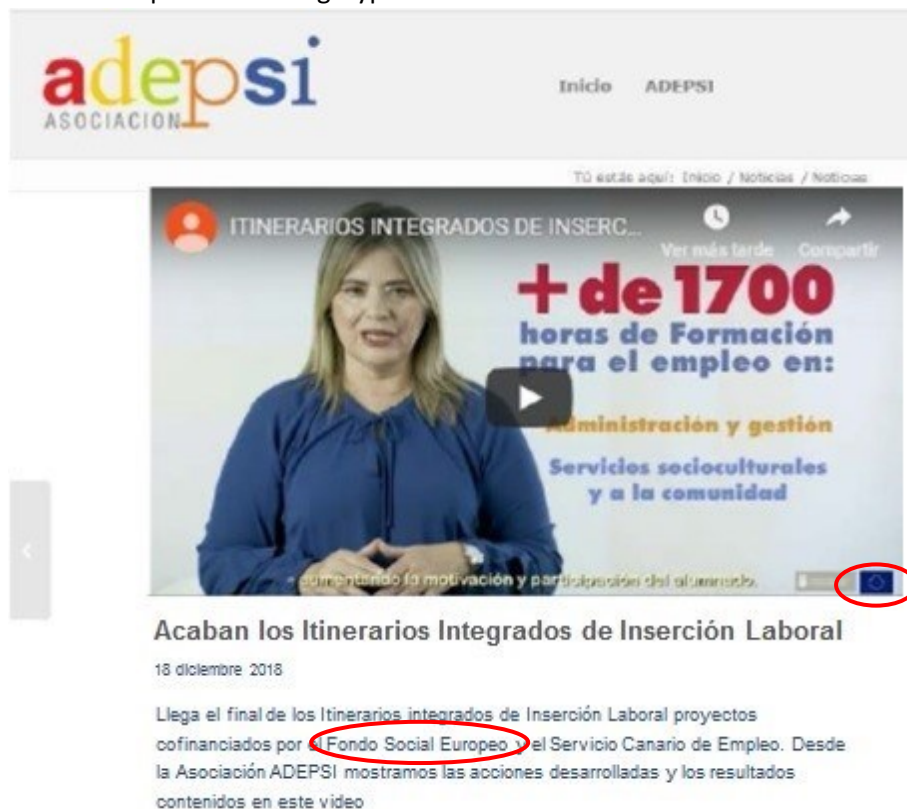 adepsi
ASOCIACION
Inicio ADEPSI
Tú estás aquí: Inicio / Noticias / Noticias
ITINERARIOS INTEGRADOS DE INSERC...
Ver más tarde Compartir
+ de 1700
horas de Formación
para el empleo en:
Administración y gestión
Servicios socioculturales
y a la comunidad
aumentando la motivación y participación del alumnado.
Acaban los Itinerarios Integrados de Inserción Laboral
18 diciembre 2018
Llega el final de los Itinerarios integrados de Inserción Laboral proyectos
cofinanciados por el Fondo Social Europeo y el Servicio Canario de Empleo. Desde
la Asociación ADEPSI mostramos las acciones desarrolladas y los resultados
contenidos en este video